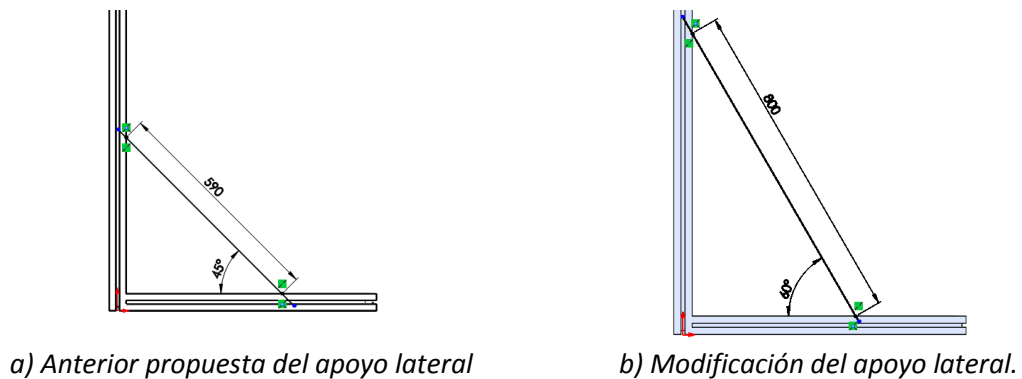 590
45°
800
60°
a) Anterior propuesta del apoyo lateral
b) Modificación del apoyo lateral.